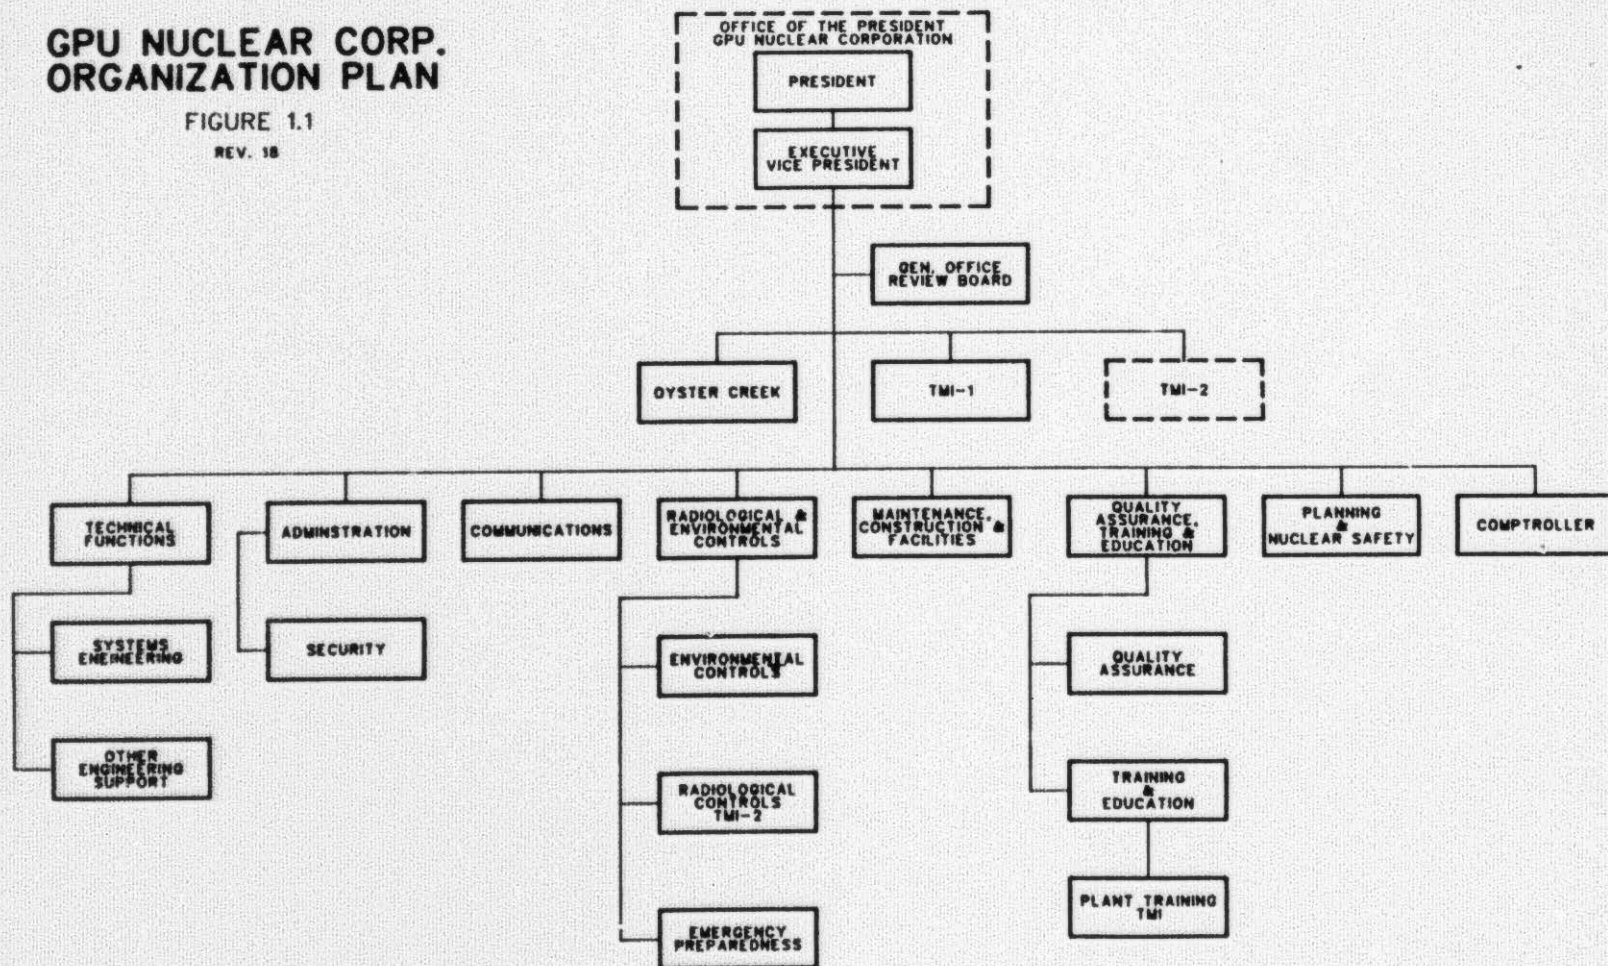 GPU NUCLEAR CORP.
ORGANIZATION PLAN
FIGURE 1.1
REV. 18
OFFICE OF THE PRESIDENT
GPU NUCLEAR CORPORATION
PRESIDENT
EXECUTIVE
VICE PRESIDENT
GEN. OFFICE
REVIEW BOARD
OYSTER CREEK
TMI-1
TMI-2
TECHNICAL
FUNCTIONS
ADMINSTRATION
COMMUNICATIONS
RADIOLOGICAL &
ENVIRONMENTAL
CONTROLS
MAINTENANCE,
CONSTRUCTION &
FACILITIES
QUALITY
ASSURANCE,
TRAINING &
EDUCATION
PLANNING
&
NUCLEAR SAFETY
COMPTROLLER
SYSTEMS
ENEINEERING
SECURITY
ENVIRONMENTAL
CONTROLS
QUALITY
ASSURANCE
OTHER
ENGINEERING
SUPPORT
RADIOLOGICAL
CONTROLS
TMI-2
TRAINING
&
EDUCATION
PLANT TRAINING
TMI
EMERGENCY
PREPAREDNESS